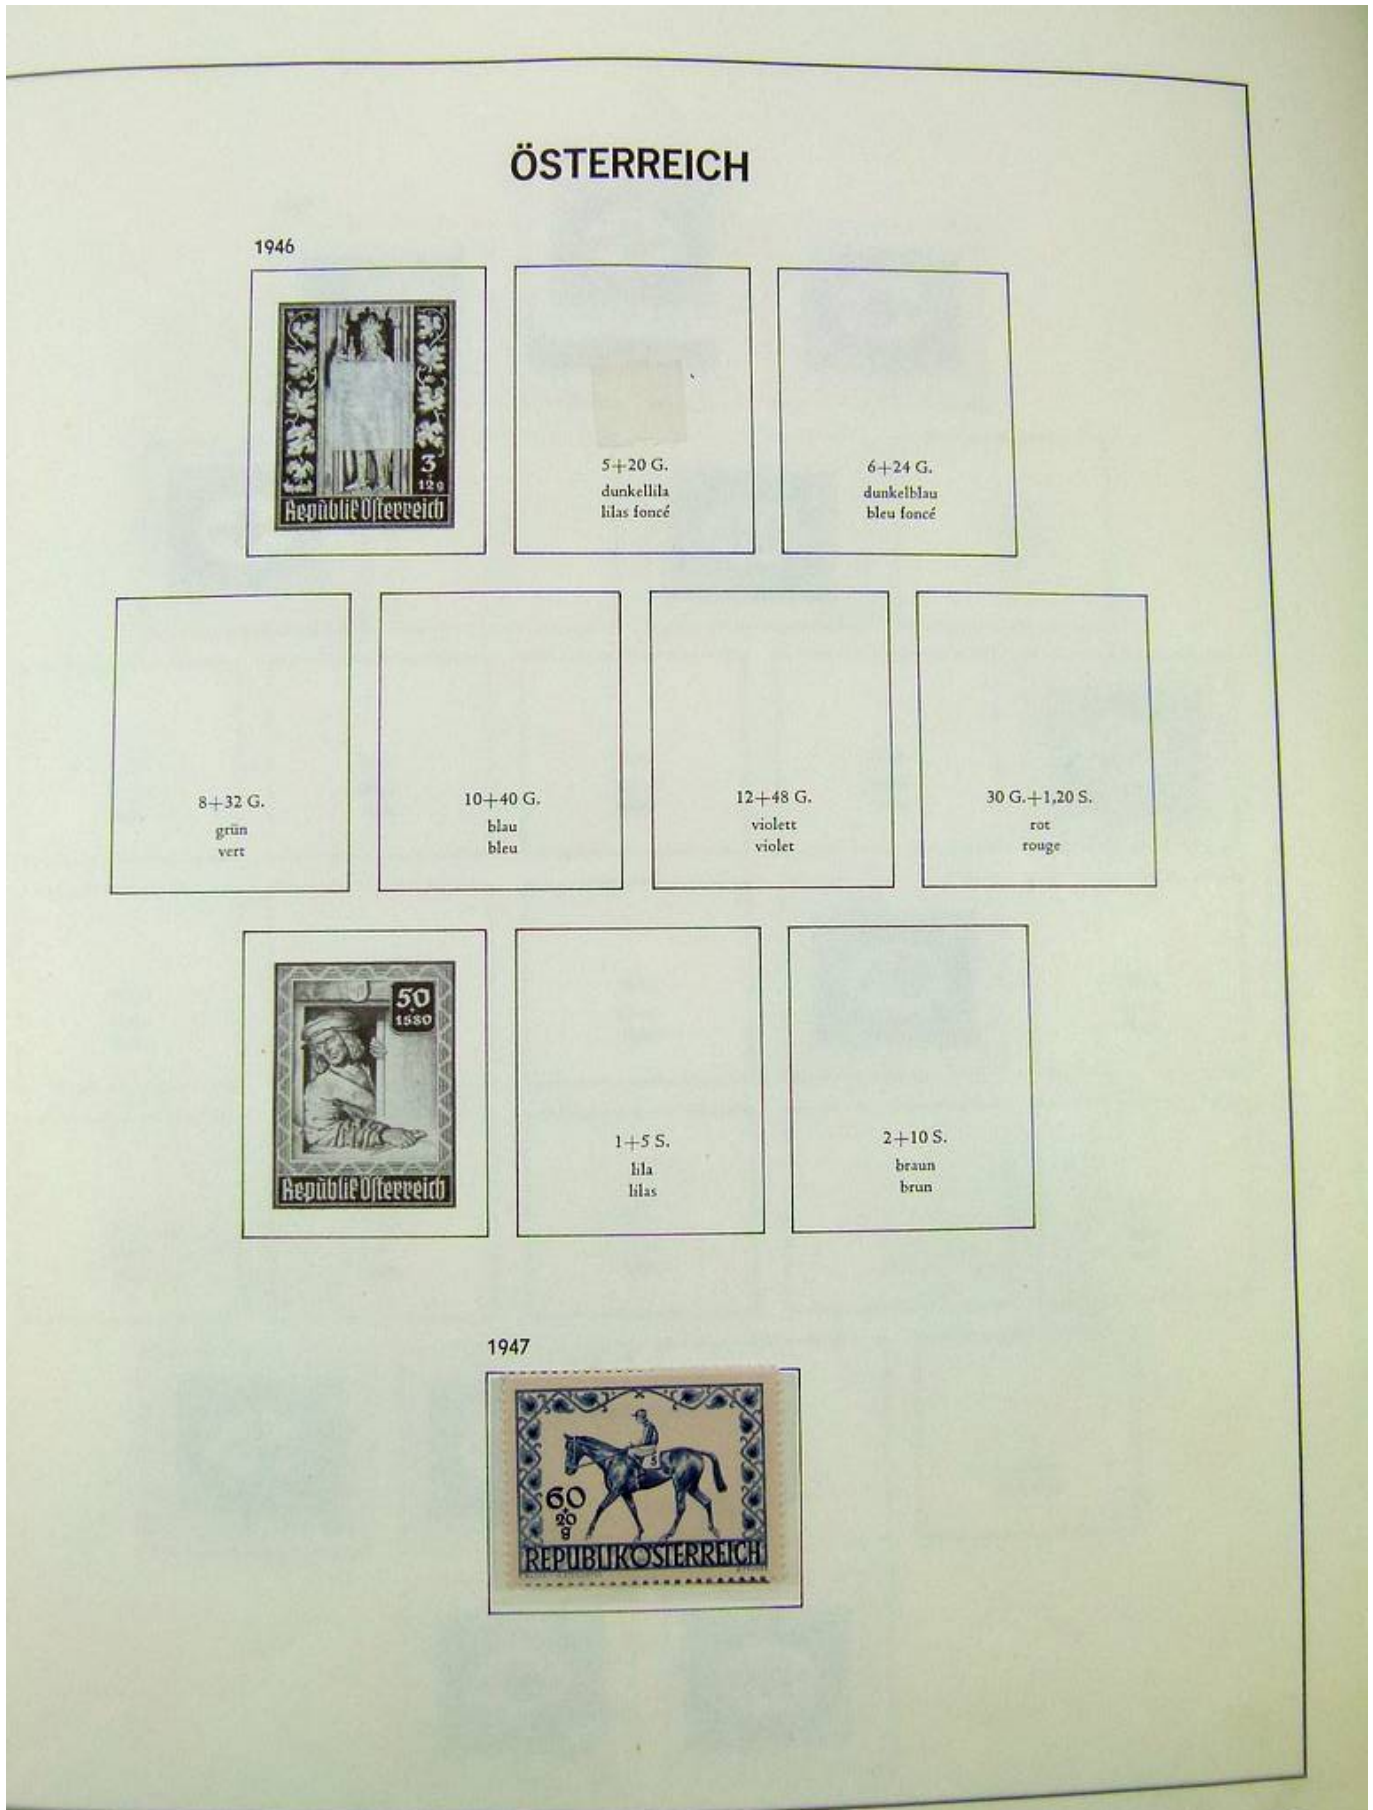 ÖSTERREICH
1946
3
12g
Republik Österreich
5+20 G.
dunkellila
lilas foncé
6+24 G.
dunkelblau
bleu foncé
8+32 G.
grün
vert
10+40 G.
blau
bleu
12+48 G.
violett
violet
30 G.+1,20 S.
rot
rouge
50
1S80
Republik Österreich
1+5 S.
lila
lilas
2+10 S.
braun
brun
1947
60
+
20
g
REPUBLIK ÖSTERREICH